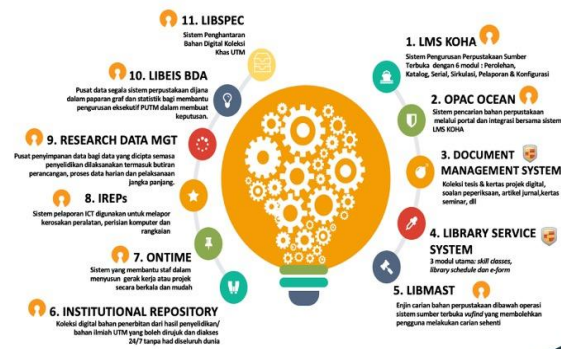 11. LIBSPEC
Sistem Penghantaran
Bahan Digital Koleksi
Khas UTM
10. LIBEIS BDA
Pusat data segala sistem perpustakaan dijana
dalam paparan graf dan statistik bagi membantu
pengurusan eksekutif PUTM dalam membuat
keputusan.
9. RESEARCH DATA MGT
Pusat penyimpanan data bagi data yang dicipta semasa
penyelidikan dilaksanakan termasuk butiran
perancangan, proses data harian dan pelaksanaan
jangka panjang.
8. IREPs
Sistem pelaporan ICT digunakan untuk melapor
kerosakan peralatan, perisian komputer dan
rangkaian
7. ONTIME
Sistem yang membantu staf dalam
menyusun gerak kerja atau projek
secara berkala dan mudah
6. INSTITUTIONAL REPOSITORY
Koleksi digital bahan penerbitan dari hasil penyelidikan/
bahan ilmiah UTM yang boleh dirujuk dan diakses
24/7 tanpa had diseluruh dunia
1. LMS KOHA
Sistem Pengurusan Perpustakaan Sumber
Terbuka dengan 6 modul : Perolehan,
Katalog, Serial, Sirkulasi, Pelaporan & Konfigurasi
2. OPAC OCEAN
Sistem pencarian bahan perpustakaan
melalui portal dan integrasi bersama sistem
LMS KOHA
3. DOCUMENT
MANAGEMENT SYSTEM
Koleksi tesis & kertas projek digital,
soalan peperiksaan, artikel jurnal,kertas
seminar, dll
4. LIBRARY SERVICE
SYSTEM
3 modul utama: skill classes,
library schedule dan e-form
5. LIBMAST
Enjin carian bahan perpustakaan dibawah operasi
sistem sumber terbuka vufind yang membolehkan
pengguna melakukan carian sehenti